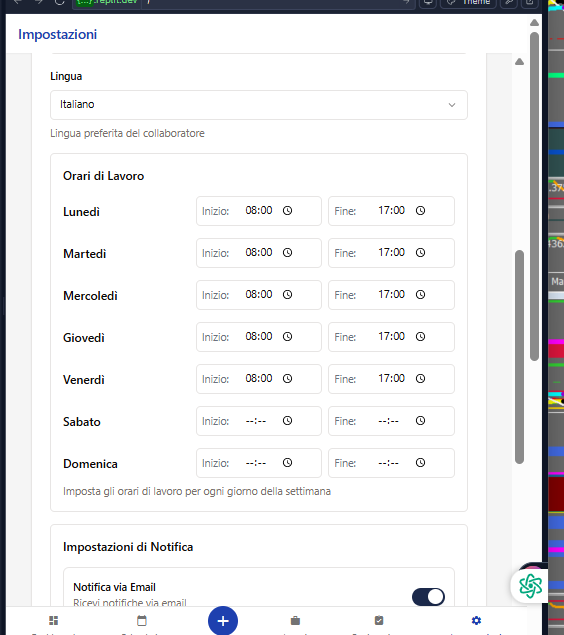 Theme
Impostazioni
Lingua
Italiano
Lingua preferita del collaboratore
Orari di Lavoro
Lunedì Inizio: 08:00 Fine: 17:00
Martedì Inizio: 08:00 Fine: 17:00
Mercoledì Inizio: 08:00 Fine: 17:00
Giovedì Inizio: 08:00 Fine: 17:00
Venerdì Inizio: 08:00 Fine: 17:00
Sabato Inizio: --:-- Fine: --:--
Domenica Inizio: --:-- Fine: --:--
Imposta gli orari di lavoro per ogni giorno della settimana
Impostazioni di Notifica
Notifica via Email
Ricevi notifiche via email